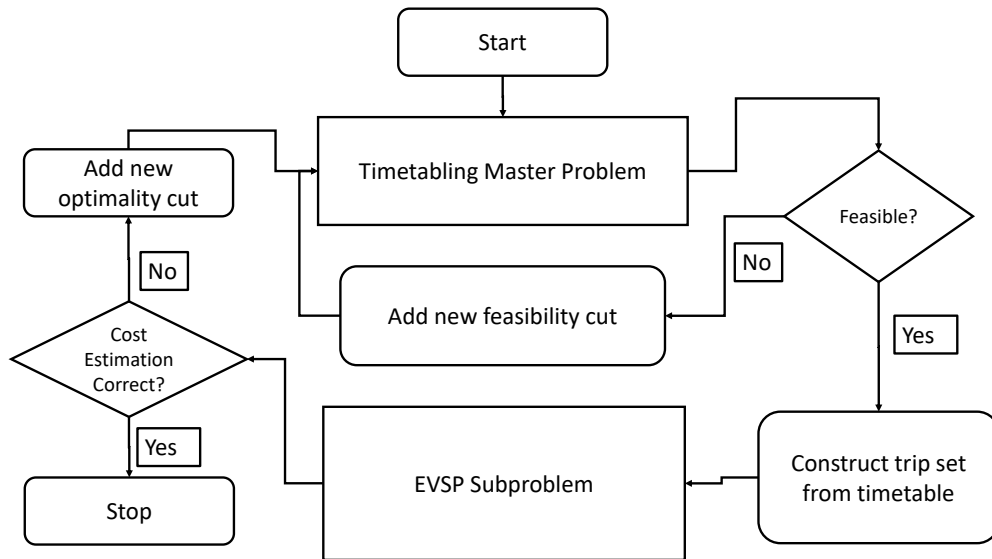 Start
Timetabling Master Problem
Add new
optimality cut
Feasible?
No
No
Add new feasibility cut
Yes
Cost
Estimation
Correct?
Yes
EVSP Subproblem
Construct trip set
from timetable
Stop